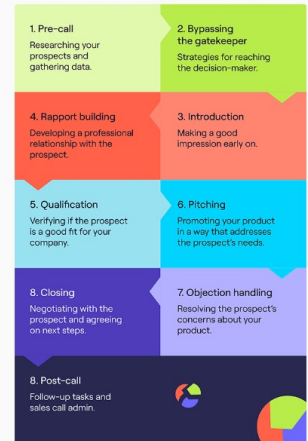 1. Pre-call
Researching your
prospects and
gathering data.
2. Bypassing
the gatekeeper
Strategies for reaching
the decision-maker.
4. Rapport building
Developing a professional
relationship with the
prospect.
3. Introduction
Making a good
impression early on.
5. Qualification
Verifying if the prospect
is a good fit for your
company.
6. Pitching
Promoting your product
in a way that addresses
the prospect's needs.
8. Closing
Negotiating with the
prospect and agreeing
on next steps.
7. Objection handling
Resolving the prospect's
concerns about your
product.
8. Post-call
Follow-up tasks and
sales call admin.